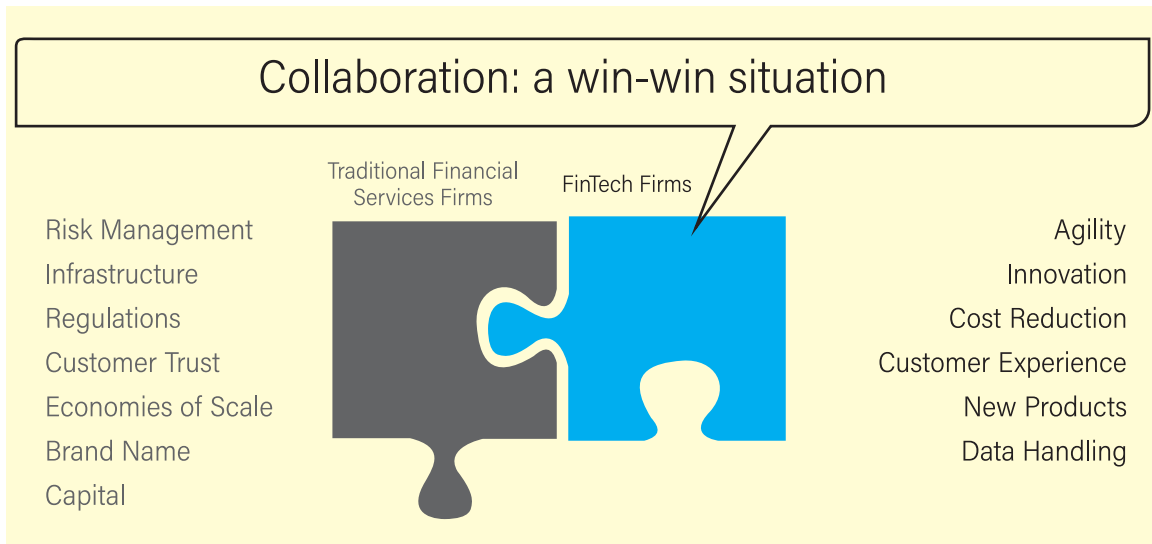 Collaboration: a win-win situation
Traditional Financial
Services Firms
FinTech Firms
Risk Management
Infrastructure
Regulations
Customer Trust
Economies of Scale
Brand Name
Capital
Agility
Innovation
Cost Reduction
Customer Experience
New Products
Data Handling